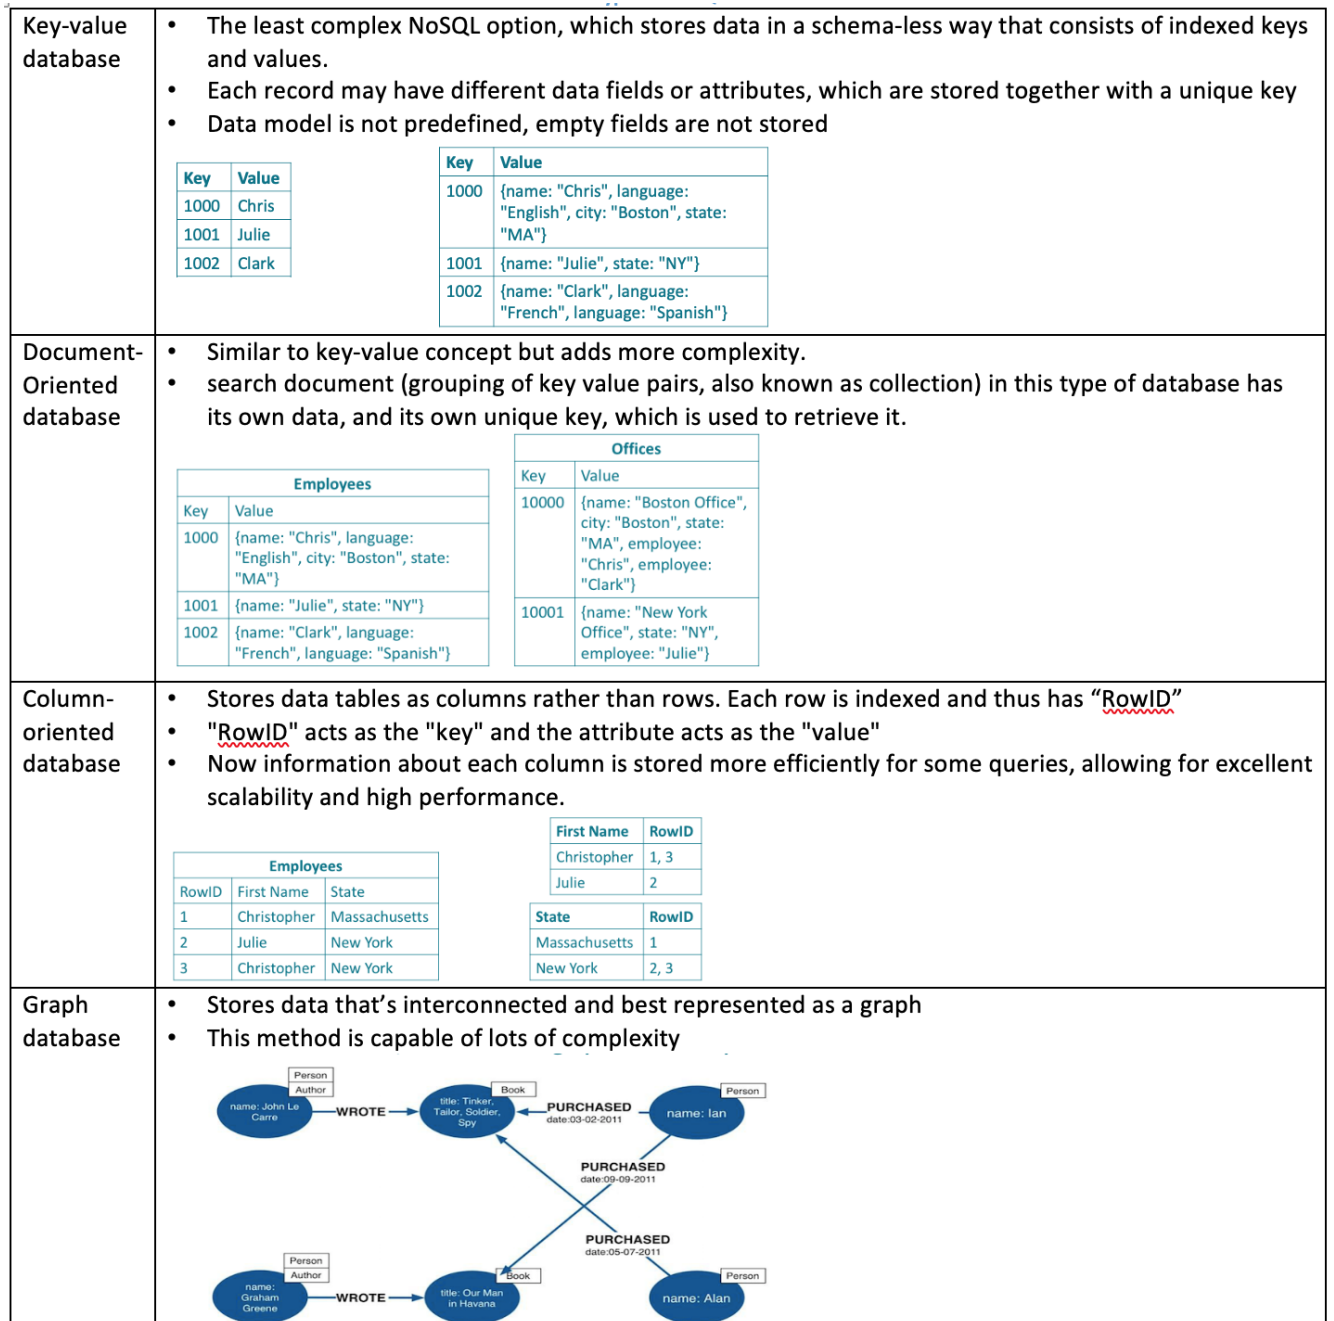 Key-value
database
• The least complex NoSQL option, which stores data in a schema-less way that consists of indexed keys
and values.
• Each record may have different data fields or attributes, which are stored together with a unique key
• Data model is not predefined, empty fields are not stored
Key Value
1000 Chris
1001 Julie
1002 Clark
Key Value
1000 {name: "Chris", language:
"English", city: "Boston", state:
"MA"}
1001 {name: "Julie", state: "NY"}
1002 {name: "Clark", language:
"French", language: "Spanish"}
Document-
Oriented
database
• Similar to key-value concept but adds more complexity.
• search document (grouping of key value pairs, also known as collection) in this type of database has
its own data, and its own unique key, which is used to retrieve it.
Employees
Key Value
1000 {name: "Chris", language:
"English", city: "Boston", state:
"MA"}
1001 {name: "Julie", state: "NY"}
1002 {name: "Clark", language:
"French", language: "Spanish"}
Offices
Key Value
10000 {name: "Boston Office",
city: "Boston", state:
"MA", employee:
"Chris", employee:
"Clark"}
10001 {name: "New York
Office", state: "NY",
employee: "Julie"}
Column-
oriented
database
• Stores data tables as columns rather than rows. Each row is indexed and thus has “RowID”
• "RowID" acts as the "key" and the attribute acts as the "value"
• Now information about each column is stored more efficiently for some queries, allowing for excellent
scalability and high performance.
Employees
RowID First Name State
1 Christopher Massachusetts
2 Julie New York
3 Christopher New York
First Name RowID
Christopher 1, 3
Julie 2
State RowID
Massachusetts 1
New York 2, 3
Graph
database
• Stores data that’s interconnected and best represented as a graph
• This method is capable of lots of complexity
Person
Author
name: John Le
Carre
WROTE
Book
title: Tinker,
Tailor, Soldier,
Spy
PURCHASED
date:03-02-2011
Person
name: Ian
PURCHASED
date:09-09-2011
PURCHASED
date:05-07-2011
Person
Author
name:
Graham
Greene
WROTE
Book
title: Our Man
in Havana
Person
name: Alan